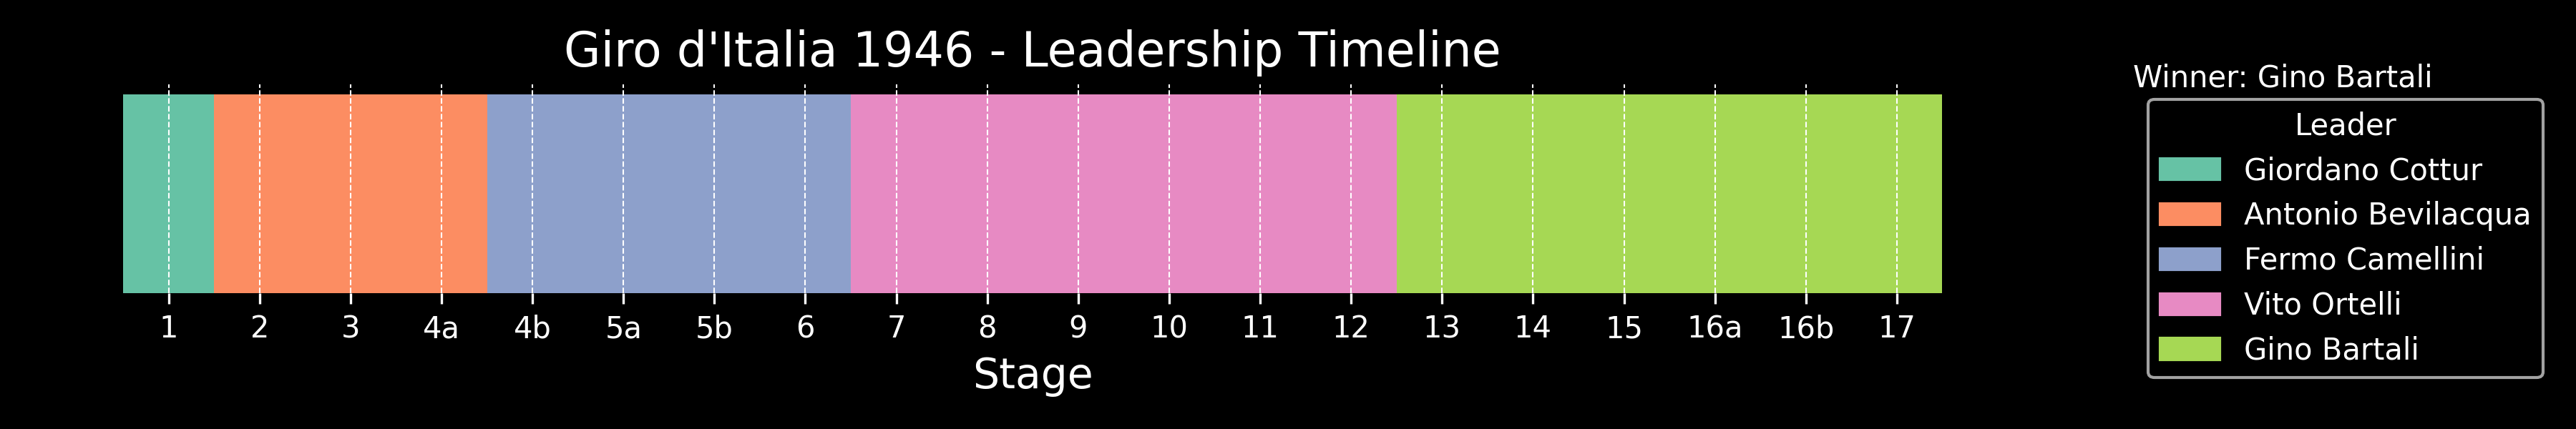 Giro d'Italia 1946 - Leadership Timeline
Winner: Gino Bartali
Leader
Giordano Cottur
Antonio Bevilacqua
Fermo Camellini
Vito Ortelli
Gino Bartali
1 2 3 4a 4b 5a 5b 6 7 8 9 10 11 12 13 14 15 16a 16b 17
Stage